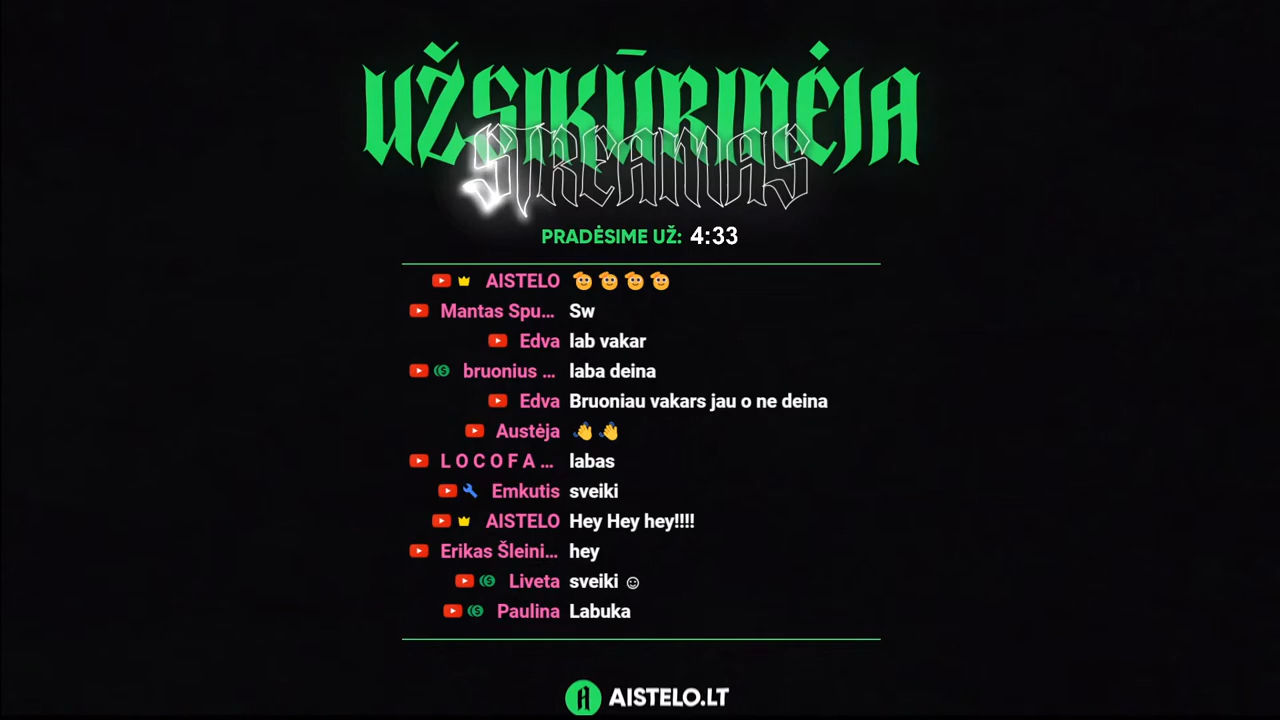 UŽSIKŪRINĖJA
STREAMAS
PRADĖSIME UŽ: 4:33
AISTELO 🫡 🫡 🫡 🫡
Mantas Spu... Sw
Edva lab vakar
bruonius ... laba deina
Edva Bruoniau vakars jau o ne deina
Austėja 👋 👋
L O C O F A ... labas
Emkutis sveiki
AISTELO Hey Hey hey!!!!
Erikas Šleini... hey
Liveta sveiki ☺
Paulina Labuka
AISTELO.LT